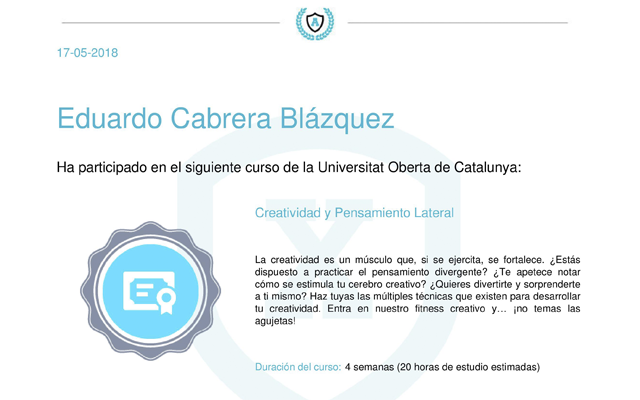 17-05-2018
Eduardo Cabrera Blázquez
Ha participado en el siguiente curso de la Universitat Oberta de Catalunya:
Creatividad y Pensamiento Lateral
La creatividad es un músculo que, si se ejercita, se fortalece. ¿Estás
dispuesto a practicar el pensamiento divergente? ¿Te apetece notar
cómo se estimula tu cerebro creativo? ¿Quieres divertirte y sorprenderte
a ti mismo? Haz tuyas las múltiples técnicas que existen para desarrollar
tu creatividad. Entra en nuestro fitness creativo y… ¡no temas las
agujetas!
Duración del curso: 4 semanas (20 horas de estudio estimadas)